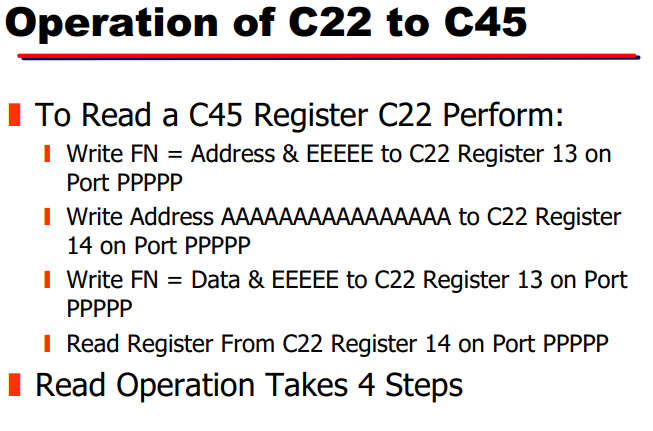 Operation of C22 to C45
To Read a C45 Register C22 Perform:
Write FN = Address & EEEEE to C22 Register 13 on
Port PPPPP
Write Address AAAAAAAAAAAAAAAA to C22 Register
14 on Port PPPPP
Write FN = Data & EEEEE to C22 Register 13 on Port
PPPPP
Read Register From C22 Register 14 on Port PPPPP
Read Operation Takes 4 Steps